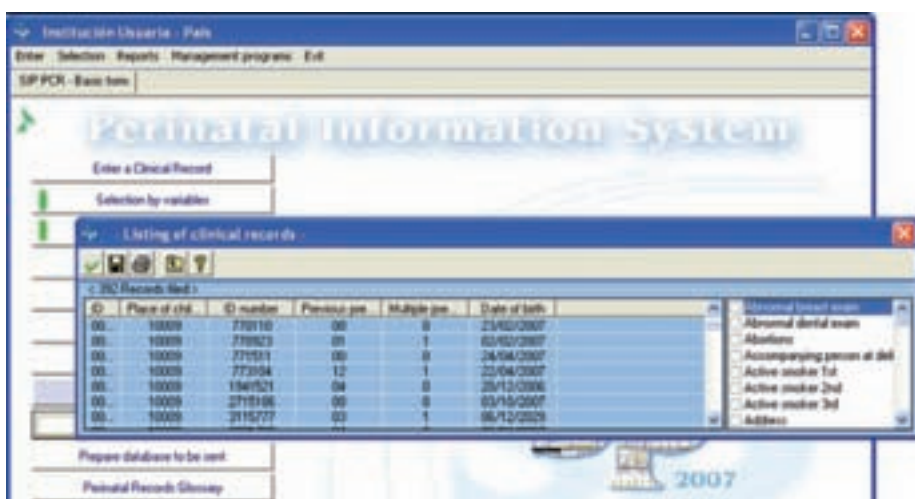 Institución Usuaria - País
Enter Selection Reports Management programs Exit
SIP PCR - Basic form
Perinatal Information System
Enter a Clinical Record
Selection by variables
Listing of clinical records
< 392 Records filed >
ID Place of chil... ID number Previous pre... Multiple pre... Date of birth
00... 10009 770110 00 0 23/02/2007
00... 10009 770923 01 1 02/02/2007
00... 10009 771511 00 0 24/04/2007
00... 10009 773104 12 1 22/04/2007
00... 10009 1941521 04 0 20/12/2006
00... 10009 2715106 00 0 03/10/2007
00... 10009 3115777 03 1 06/12/2029
Abnormal breast exam
Abnormal dental exam
Abortions
Accompanying person at deli
Active smoker 1st
Active smoker 2nd
Active smoker 3rd
Address
Prepare database to be sent
2007
Perinatal Records Glossary